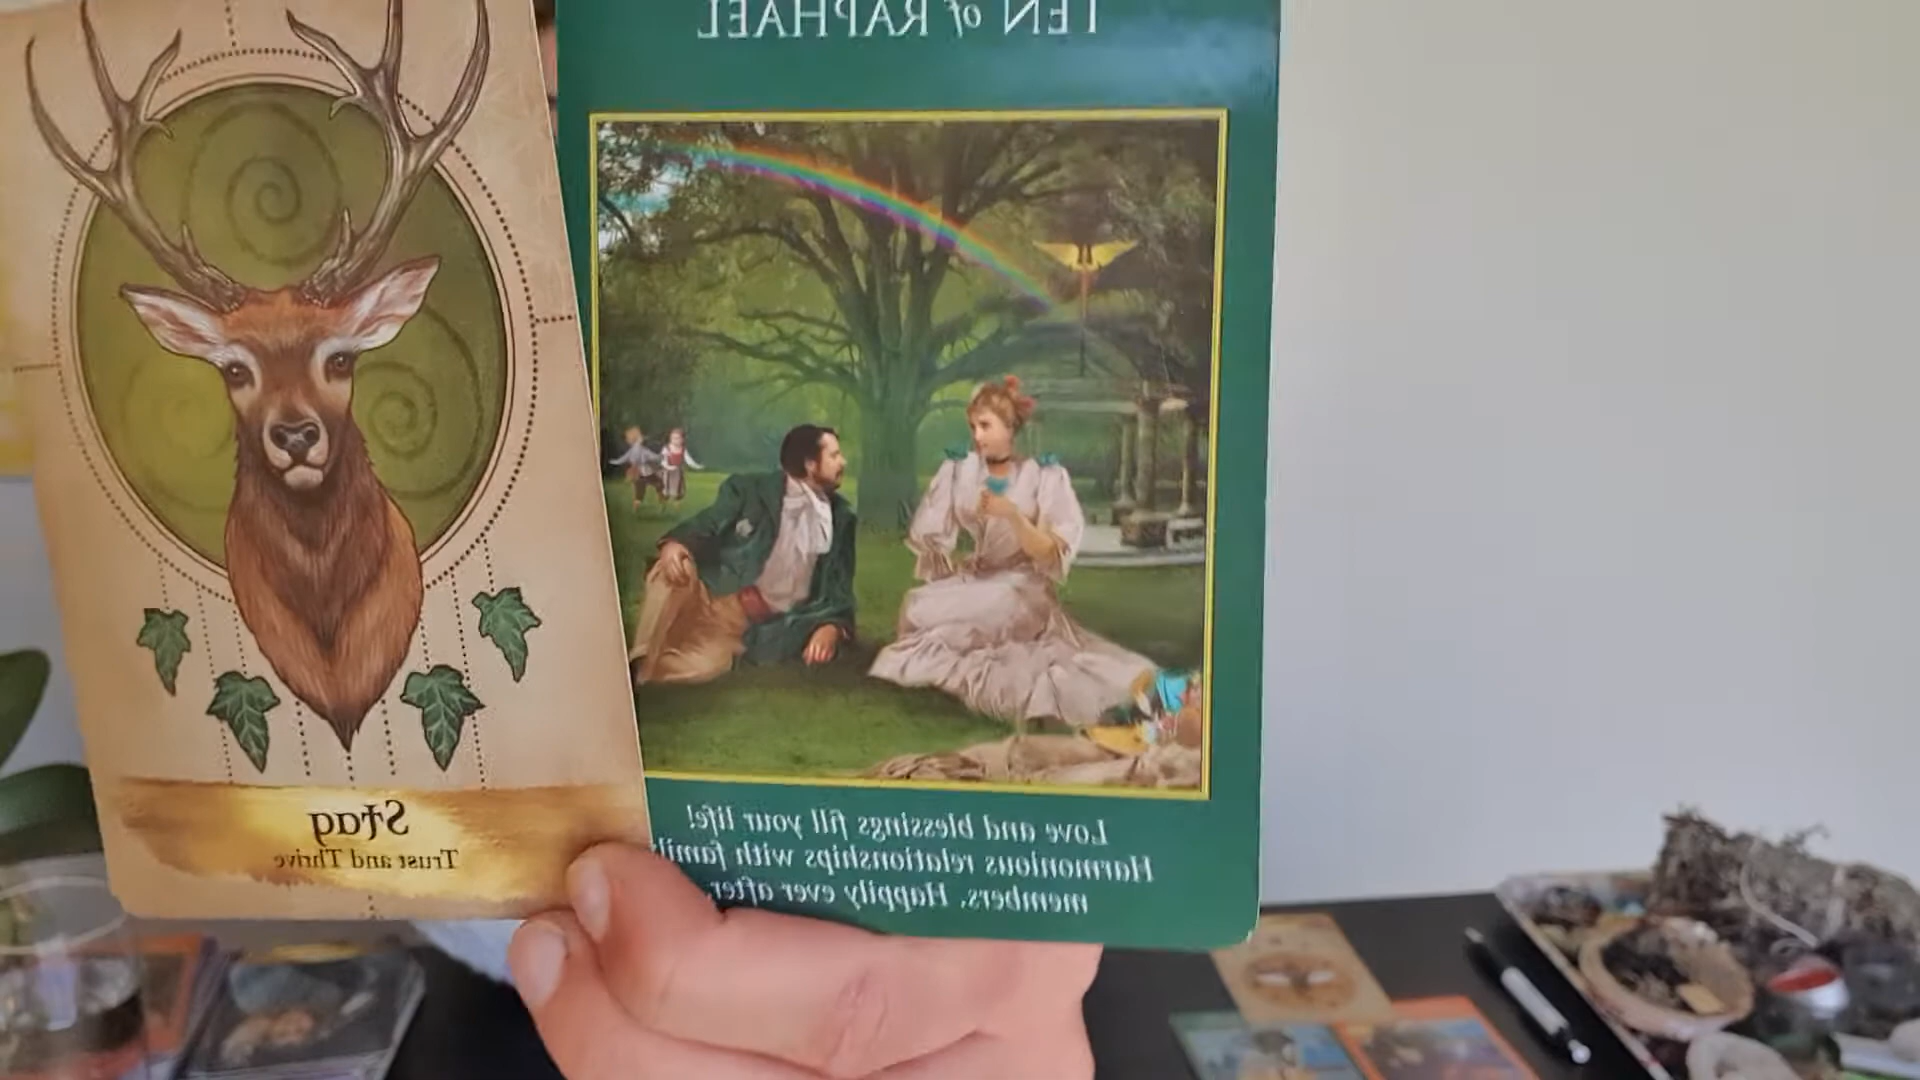 TEN of RAPHAEL
Love and blessings fill your life!
Harmonious relationships with family
members. Happily ever after.
Stag
Trust and Thrive